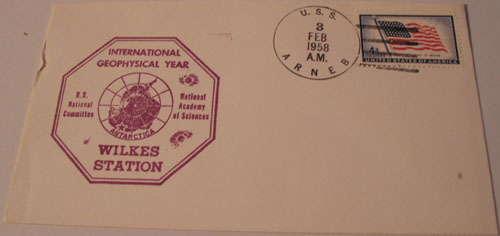 INTERNATIONAL
GEOPHYSICAL YEAR
U.S.
National
Committee
National
Academy
of Sciences
ANTARCTICA
WILKES
STATION
U.S.S.
3
FEB
1958
A.M.
ARNEB
4¢
UNITED STATES OF AMERICA